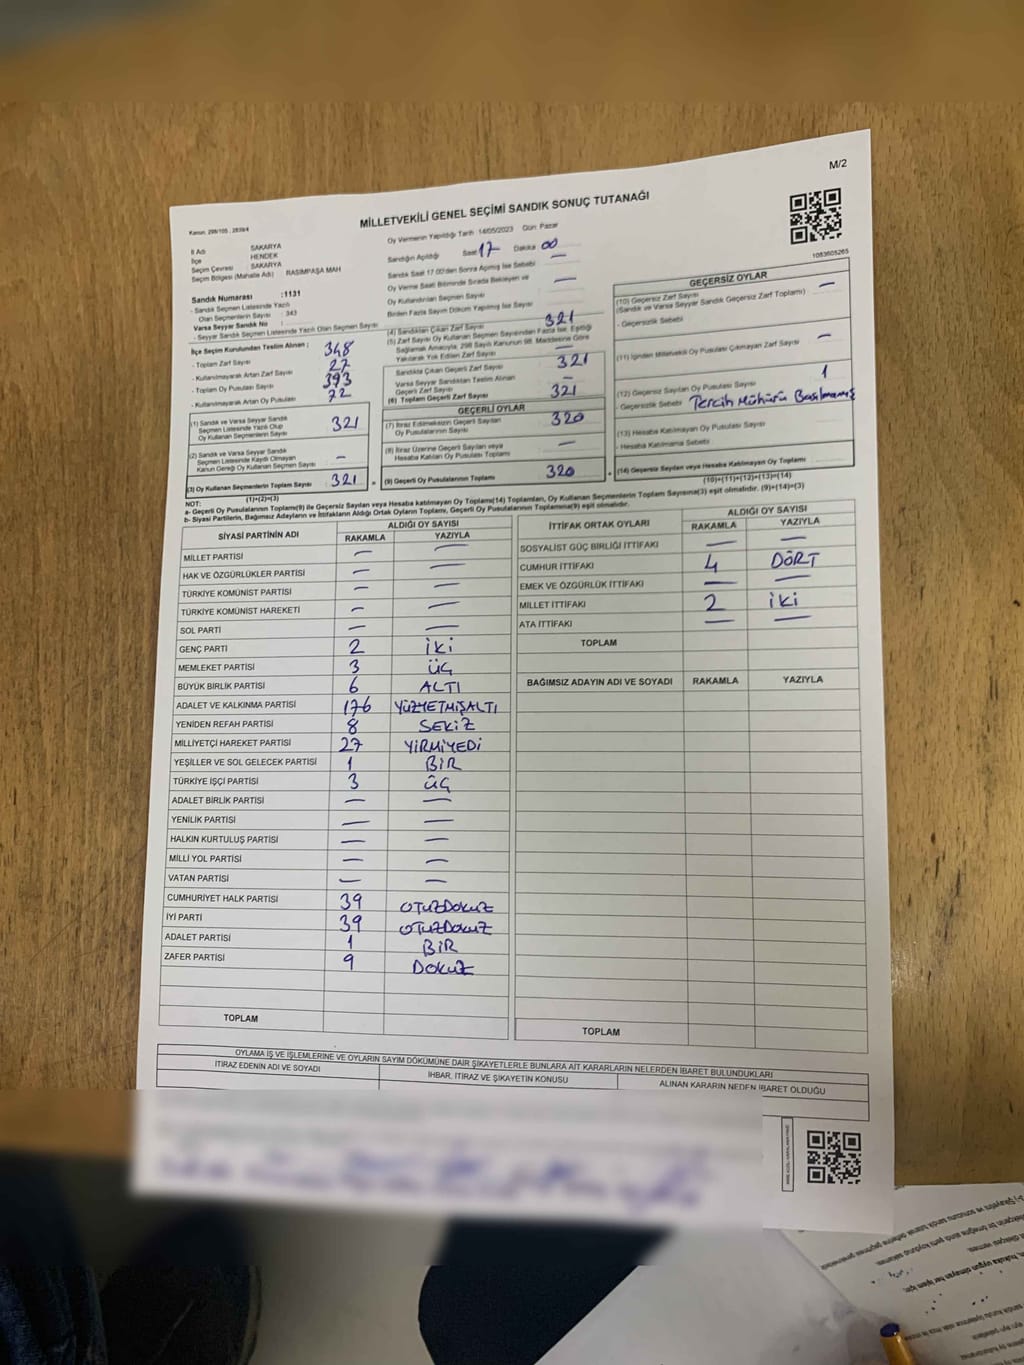 M/2
Kanun: 298/105 , 2839/4
MİLLETVEKİLİ GENEL SEÇİMİ SANDIK SONUÇ TUTANAĞI
İl Adı SAKARYA
İlçe HENDEK
Seçim Çevresi SAKARYA
Seçim Bölgesi (Mahalle Adı) RASİMPAŞA MAH
Sandık Numarası :1131
- Sandık Seçmen Listesinde Yazılı
Olan Seçmenlerin Sayısı : 343
Varsa Seyyar Sandık No :
- Seyyar Sandık Seçmen Listesinde Yazılı Olan Seçmen Sayısı
İlçe Seçim Kurulundan Teslim Alınan ;
- Toplam Zarf Sayısı 348
- Kullanılmayarak Artan Zarf Sayısı 27
- Toplam Oy Pusulası Sayısı 393
- Kullanılmayarak Artan Oy Pusulası 72
(1) Sandık ve Varsa Seyyar Sandık
Seçmen Listesinde Yazılı Olup
Oy Kullanan Seçmenlerin Sayısı 321
(2) Sandık ve Varsa Seyyar Sandık
Seçmen Listesinde Kaydı Olmayan
Kanun Gereği Oy Kullanan Seçmen Sayısı –
(3) Oy Kullanan Seçmenlerin Toplam Sayısı 321
(1)+(2)=(3)
Oy Vermenin Yapıldığı Tarih 14/05/2023 Gün: Pazar
Sandığın Açıldığı Saat 17 Dakika 00
Sandık Saat 17:00'den Sonra Açılmış İse Sebebi —
Oy Verme Saati Bitiminde Sırada Bekleyen ve
Oy Kullandırılan Seçmen Sayısı —
Birden Fazla Sayım Döküm Yapılmış İse Sayısı
(4) Sandıktan Çıkan Zarf Sayısı 321
(5) Zarf Sayısı Oy Kullanan Seçmen Sayısından Fazla İse, Eşitliği
Sağlamak Amacıyla, 298 Sayılı Kanunun 98. Maddesine Göre
Yakılarak Yok Edilen Zarf Sayısı —
Sandıkta Çıkan Geçerli Zarf Sayısı 321
Varsa Seyyar Sandıktan Teslim Alınan
Geçerli Zarf Sayısı –
(6) Toplam Geçerli Zarf Sayısı 321
GEÇERLİ OYLAR
(7) İtiraz Edilmeksizin Geçerli Sayılan
Oy Pusulalarının Sayısı 320
(8) İtiraz Üzerine Geçerli Sayılan veya
Hesaba Katılan Oy Pusulası Toplamı —
(9) Geçerli Oy Pusulalarının Toplamı 320
1083605265
GEÇERSİZ OYLAR
(10) Geçersiz Zarf Sayısı —
(Sandık ve Varsa Seyyar Sandık Geçersiz Zarf Toplamı)
- Geçersizlik Sebebi
(11) İçinden Milletvekili Oy Pusulası Çıkmayan Zarf Sayısı —
(12) Geçersiz Sayılan Oy Pusulası Sayısı 1
- Geçersizlik Sebebi Tercih Mühürü Basılmamış
(13) Hesaba Katılmayan Oy Pusulası Sayısı
- Hesaba Katılmama Sebebi
(14) Geçersiz Sayılan veya Hesaba Katılmayan Oy Toplamı
(10)+(11)+(12)+(13)=(14)
NOT:
a- Geçerli Oy Pusulalarının Toplamı(9) ile Geçersiz Sayılan veya Hesaba katılmayan Oy Toplamı(14) Toplamları, Oy Kullanan Seçmenlerin Toplam Sayısına(3) eşit olmalıdır. (9)+(14)=(3)
b- Siyasi Partilerin, Bağımsız Adayların ve İttifakların Aldığı Ortak Oyların Toplamı, Geçerli Oy Pusulalarının Toplamına(9) eşit olmalıdır.
SİYASİ PARTİNİN ADI ALDIĞI OY SAYISI
RAKAMLA YAZIYLA
MİLLET PARTİSİ — —
HAK VE ÖZGÜRLÜKLER PARTİSİ — —
TÜRKİYE KOMÜNİST PARTİSİ — —
TÜRKİYE KOMÜNİST HAREKETİ — —
SOL PARTİ — —
GENÇ PARTİ 2 İKİ
MEMLEKET PARTİSİ 3 ÜÇ
BÜYÜK BİRLİK PARTİSİ 6 ALTI
ADALET VE KALKINMA PARTİSİ 176 YÜZYETMİŞALTI
YENİDEN REFAH PARTİSİ 8 SEKİZ
MİLLİYETÇİ HAREKET PARTİSİ 27 YİRMİYEDİ
YEŞİLLER VE SOL GELECEK PARTİSİ 1 BİR
TÜRKİYE İŞÇİ PARTİSİ 3 ÜÇ
ADALET BİRLİK PARTİSİ — —
YENİLİK PARTİSİ — —
HALKIN KURTULUŞ PARTİSİ — —
MİLLİ YOL PARTİSİ — —
VATAN PARTİSİ — —
CUMHURİYET HALK PARTİSİ 39 OTUZDOKUZ
İYİ PARTİ 39 OTUZDOKUZ
ADALET PARTİSİ 1 BİR
ZAFER PARTİSİ 9 DOKUZ
TOPLAM
İTTİFAK ORTAK OYLARI ALDIĞI OY SAYISI
RAKAMLA YAZIYLA
SOSYALİST GÜÇ BİRLİĞİ İTTİFAKI — —
CUMHUR İTTİFAKI 4 DÖRT
EMEK VE ÖZGÜRLÜK İTTİFAKI — —
MİLLET İTTİFAKI 2 İKİ
ATA İTTİFAKI — —
TOPLAM
BAĞIMSIZ ADAYIN ADI VE SOYADI RAKAMLA YAZIYLA
TOPLAM
OYLAMA İŞ VE İŞLEMLERİNE VE OYLARIN SAYIM DÖKÜMÜNE DAİR ŞİKAYETLERLE BUNLARA AİT KARARLARIN NELERDEN İBARET BULUNDUKLARI
İTİRAZ EDENİN ADI VE SOYADI İHBAR, İTİRAZ VE ŞİKAYETİN KONUSU ALINAN KARARIN NEDEN İBARET OLDUĞU